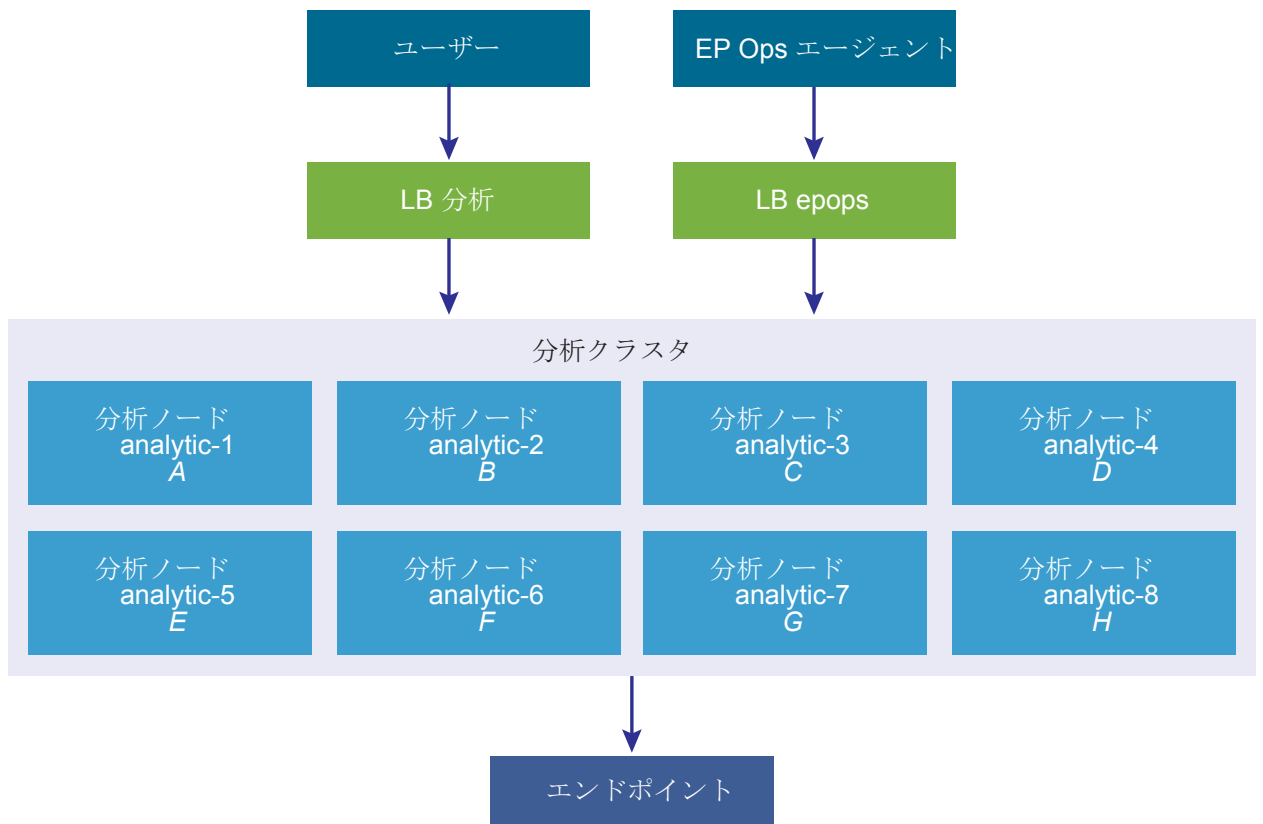 ユーザー
EP Ops エージェント
LB 分析
LB epops
分析クラスタ
分析ノード
analytic-1
A
分析ノード
analytic-2
B
分析ノード
analytic-3
C
分析ノード
analytic-4
D
分析ノード
analytic-5
E
分析ノード
analytic-6
F
分析ノード
analytic-7
G
分析ノード
analytic-8
H
エンドポイント